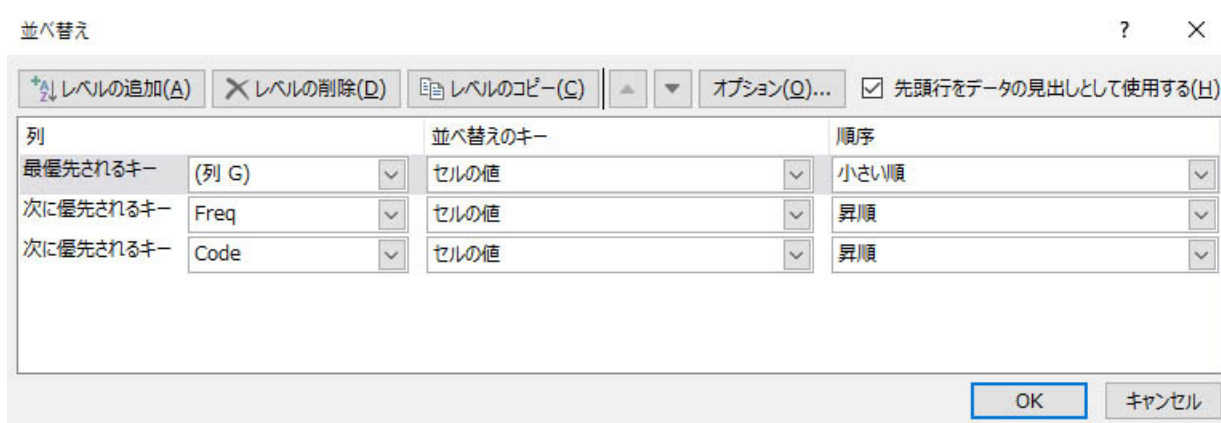 並べ替え ? ×
レベルの追加(A) レベルの削除(D) レベルのコピー(C) オプション(O)... 先頭行をデータの見出しとして使用する(H)
列 並べ替えのキー 順序
最優先されるキー (列 G) セルの値 小さい順
次に優先されるキー Freq セルの値 昇順
次に優先されるキー Code セルの値 昇順
OK キャンセル